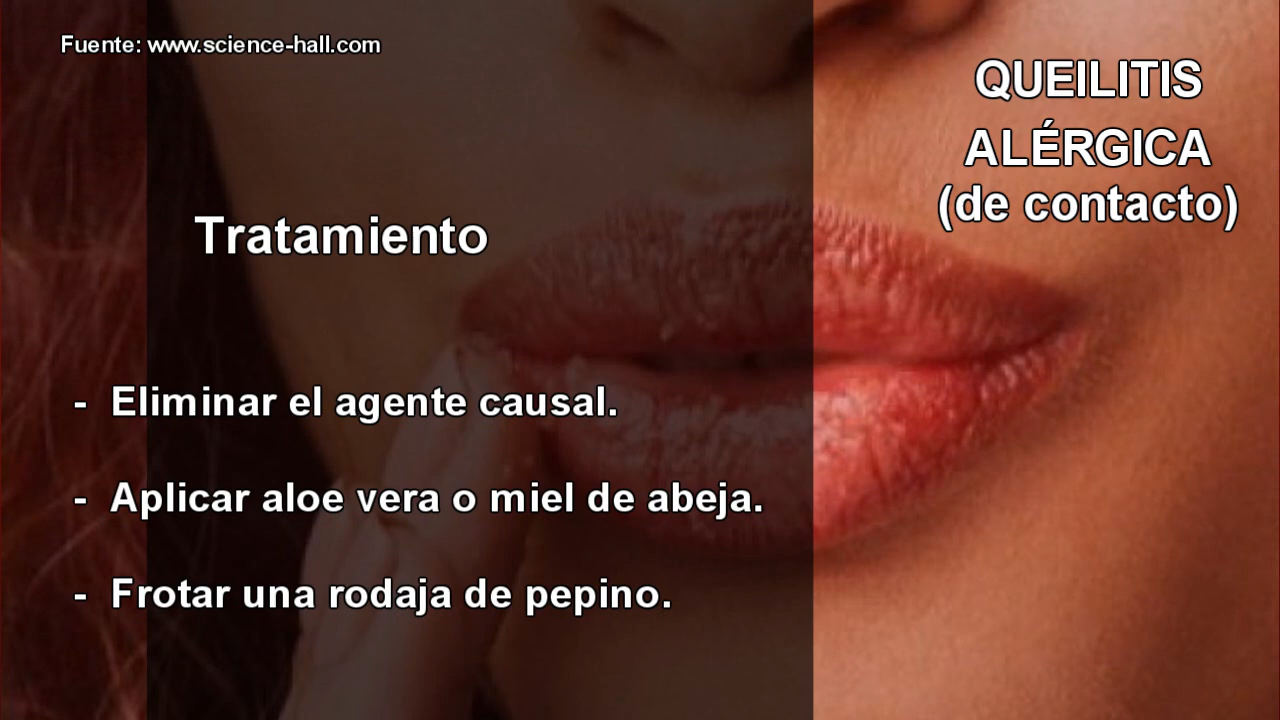 Fuente: www.science-hall.com
QUEILITIS
ALÉRGICA
(de contacto)
Tratamiento
- Eliminar el agente causal.
- Aplicar aloe vera o miel de abeja.
- Frotar una rodaja de pepino.